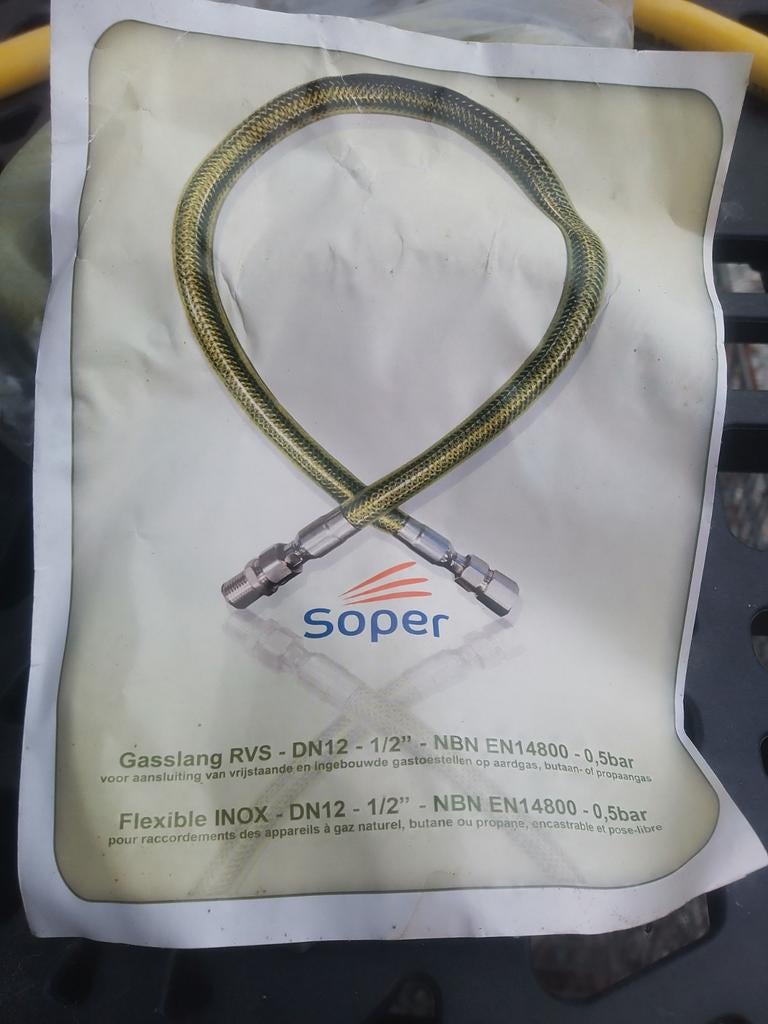 Soper
Gasslang RVS - DN12 - 1/2” - NBN EN14800 - 0,5bar
voor aansluiting van vrijstaande en ingebouwde gastoestellen op aardgas, butaan- of propaangas
Flexible INOX - DN12 - 1/2” - NBN EN14800 - 0,5bar
pour raccordements des appareils à gaz naturel, butane ou propane, encastrable et pose-libre